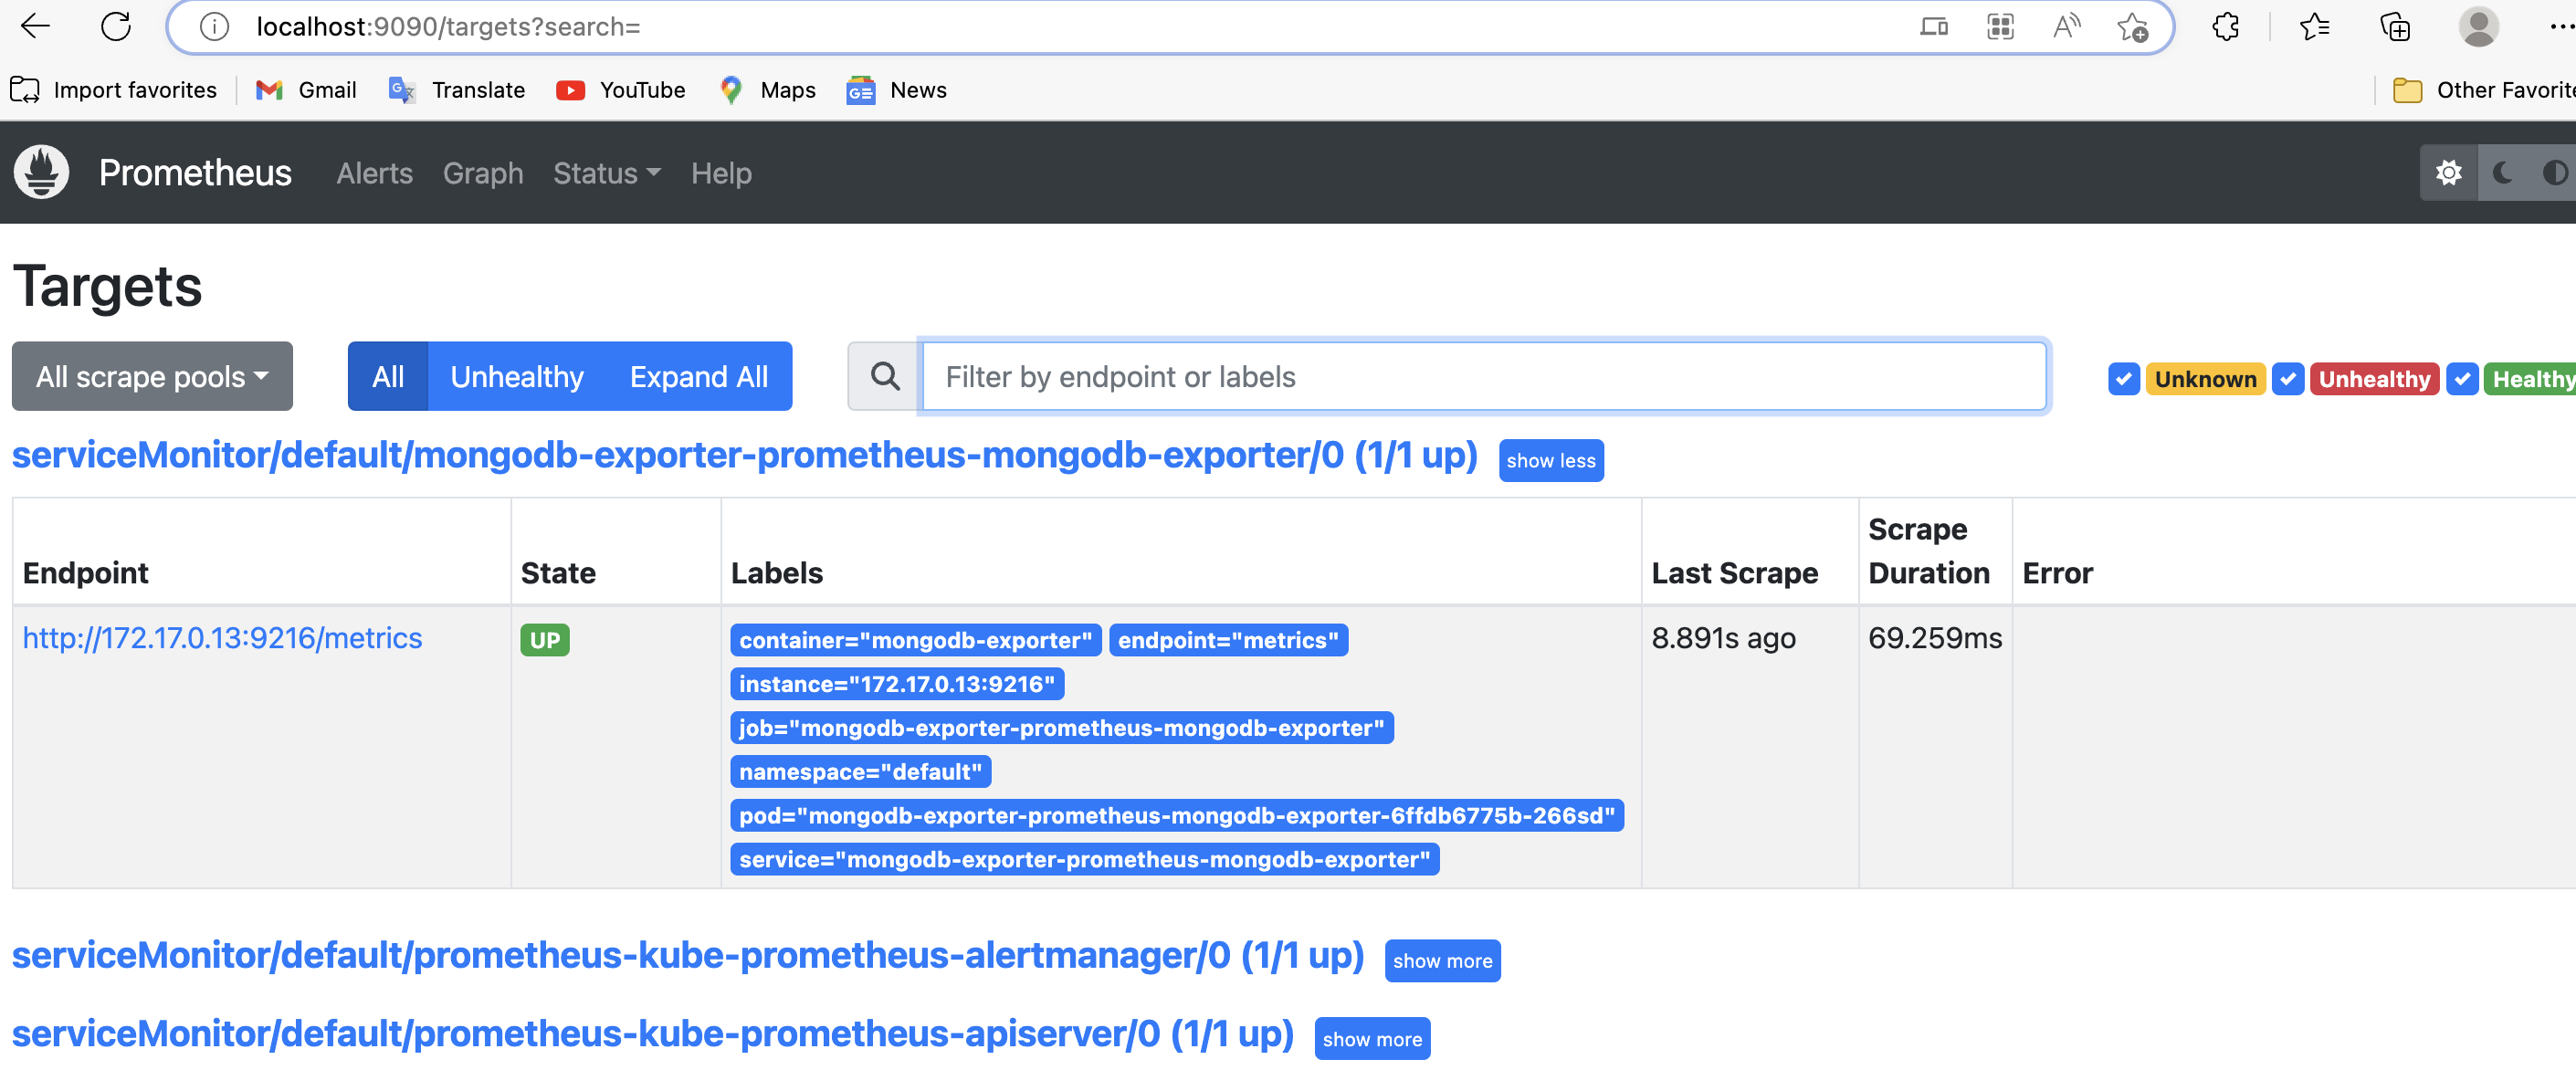 localhost:9090/targets?search=
Import favorites Gmail Translate YouTube Maps News Other Favorite
Prometheus Alerts Graph Status Help
Targets
All scrape pools All Unhealthy Expand All Filter by endpoint or labels Unknown Unhealthy Healthy
serviceMonitor/default/mongodb-exporter-prometheus-mongodb-exporter/0 (1/1 up) show less
Endpoint State Labels Last Scrape Scrape Duration Error
http://172.17.0.13:9216/metrics UP container="mongodb-exporter" endpoint="metrics" 8.891s ago 69.259ms
instance="172.17.0.13:9216"
job="mongodb-exporter-prometheus-mongodb-exporter"
namespace="default"
pod="mongodb-exporter-prometheus-mongodb-exporter-6ffdb6775b-266sd"
service="mongodb-exporter-prometheus-mongodb-exporter"
serviceMonitor/default/prometheus-kube-prometheus-alertmanager/0 (1/1 up) show more
serviceMonitor/default/prometheus-kube-prometheus-apiserver/0 (1/1 up) show more